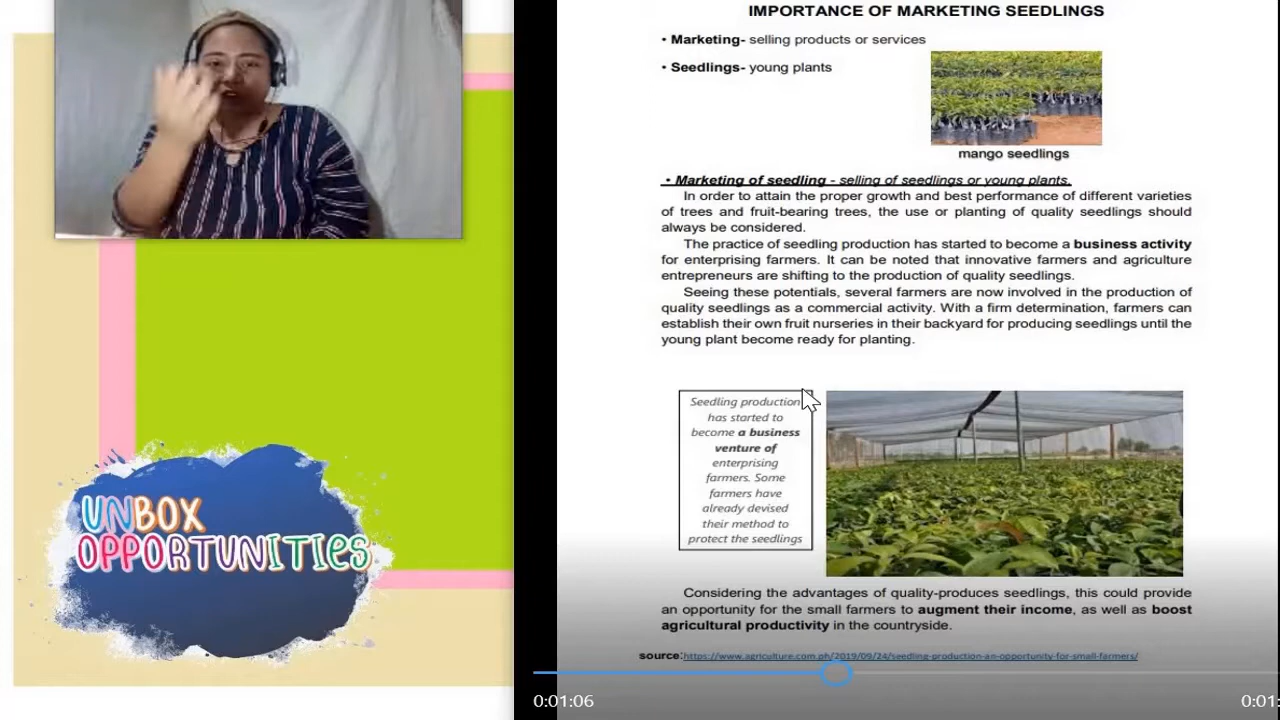 IMPORTANCE OF MARKETING SEEDLINGS
• Marketing- selling products or services
• Seedlings- young plants
mango seedlings
• Marketing of seedling - selling of seedlings or young plants.
In order to attain the proper growth and best performance of different varieties
of trees and fruit-bearing trees, the use or planting of quality seedlings should
always be considered.
The practice of seedling production has started to become a business activity
for enterprising farmers. It can be noted that innovative farmers and agriculture
entrepreneurs are shifting to the production of quality seedlings.
Seeing these potentials, several farmers are now involved in the production of
quality seedlings as a commercial activity. With a firm determination, farmers can
establish their own fruit nurseries in their backyard for producing seedlings until the
young plant become ready for planting.
Seedling production
has started to
become a business
venture of
enterprising
farmers. Some
farmers have
already devised
their method to
protect the seedlings
Considering the advantages of quality-produces seedlings, this could provide
an opportunity for the small farmers to augment their income, as well as boost
agricultural productivity in the countryside.
source:https://www.agriculture.com.ph/2019/09/24/seedling-production-an-opportunity-for-small-farmers/
0:01:06
0:01:
UNBOX
OPPORTUNITIES